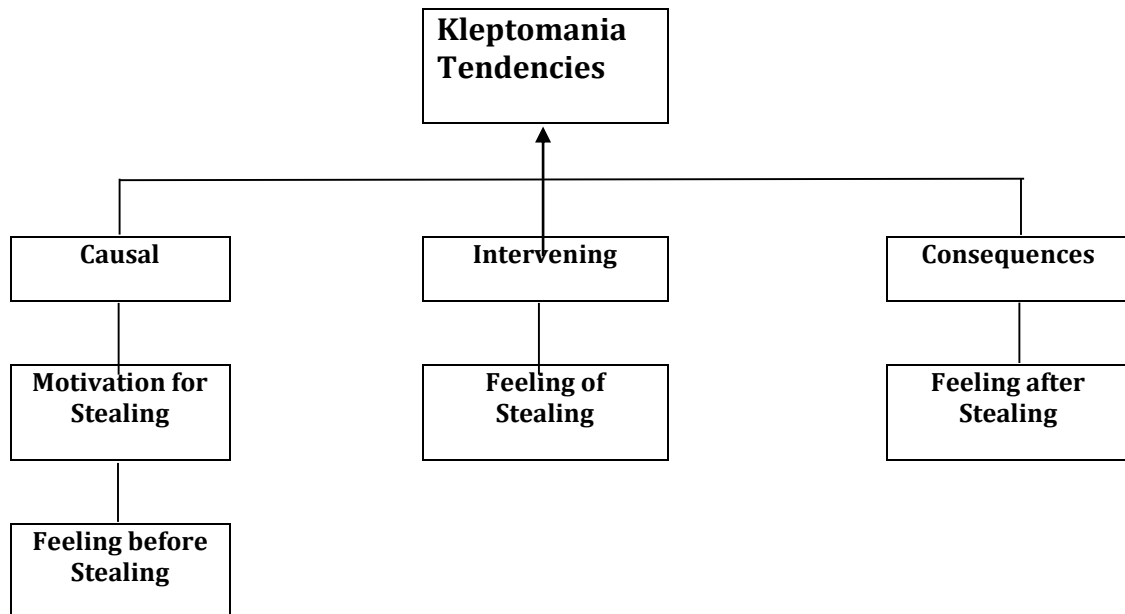 Kleptomania
Tendencies
Causal
Intervening
Consequences
Motivation for
Stealing
Feeling of
Stealing
Feeling after
Stealing
Feeling before
Stealing